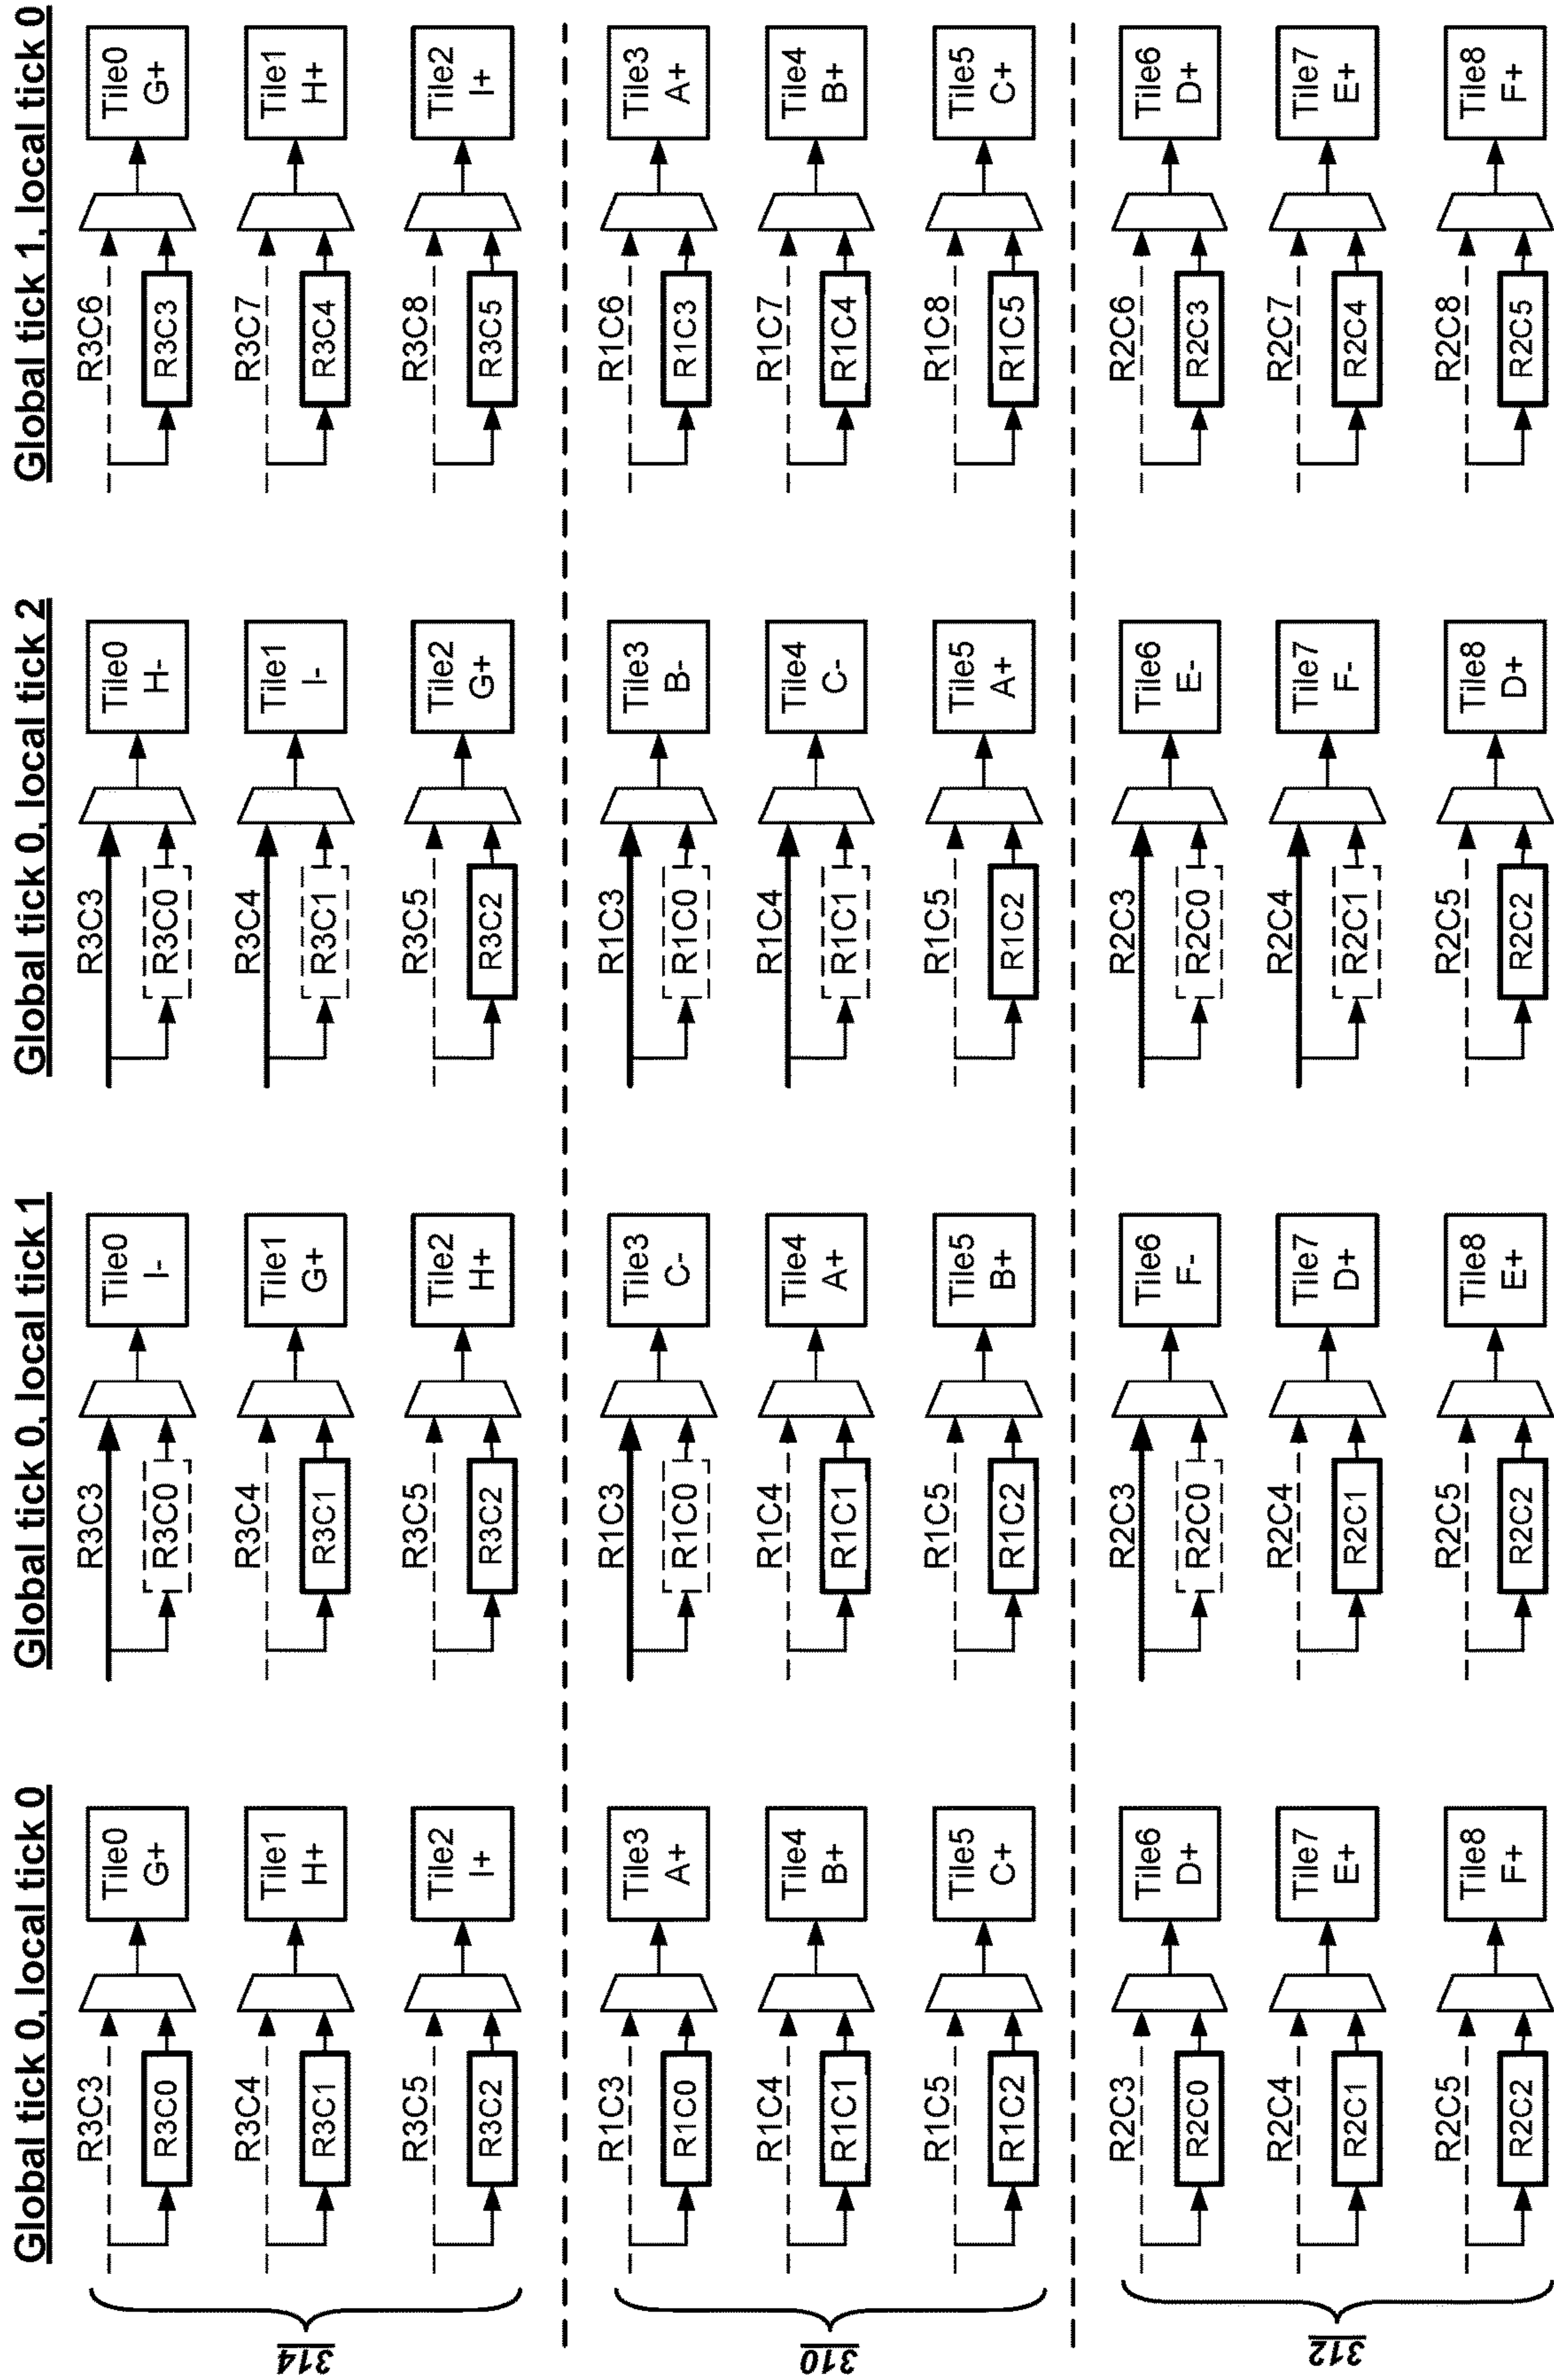 Global tick 0, local tick 0
314
R3C3
R3C0
Tile0
G+
R3C4
R3C1
Tile1
H+
R3C5
R3C2
Tile2
I+
310
R1C3
R1C0
Tile3
A+
R1C4
R1C1
Tile4
B+
R1C5
R1C2
Tile5
C+
312
R2C3
R2C0
Tile6
D+
R2C4
R2C1
Tile7
E+
R2C5
R2C2
Tile8
F+
Global tick 0, local tick 1
R3C3
R3C0
Tile0
I-
R3C4
R3C1
Tile1
G+
R3C5
R3C2
Tile2
H+
R1C3
R1C0
Tile3
C-
R1C4
R1C1
Tile4
A+
R1C5
R1C2
Tile5
B+
R2C3
R2C0
Tile6
F-
R2C4
R2C1
Tile7
D+
R2C5
R2C2
Tile8
E+
Global tick 0, local tick 2
R3C3
R3C0
Tile0
H-
R3C4
R3C1
Tile1
I-
R3C5
R3C2
Tile2
G+
R1C3
R1C0
Tile3
B-
R1C4
R1C1
Tile4
C-
R1C5
R1C2
Tile5
A+
R2C3
R2C0
Tile6
E-
R2C4
R2C1
Tile7
F-
R2C5
R2C2
Tile8
D+
Global tick 1, local tick 0
R3C6
R3C3
Tile0
G+
R3C7
R3C4
Tile1
H+
R3C8
R3C5
Tile2
I+
R1C6
R1C3
Tile3
A+
R1C7
R1C4
Tile4
B+
R1C8
R1C5
Tile5
C+
R2C6
R2C3
Tile6
D+
R2C7
R2C4
Tile7
E+
R2C8
R2C5
Tile8
F+